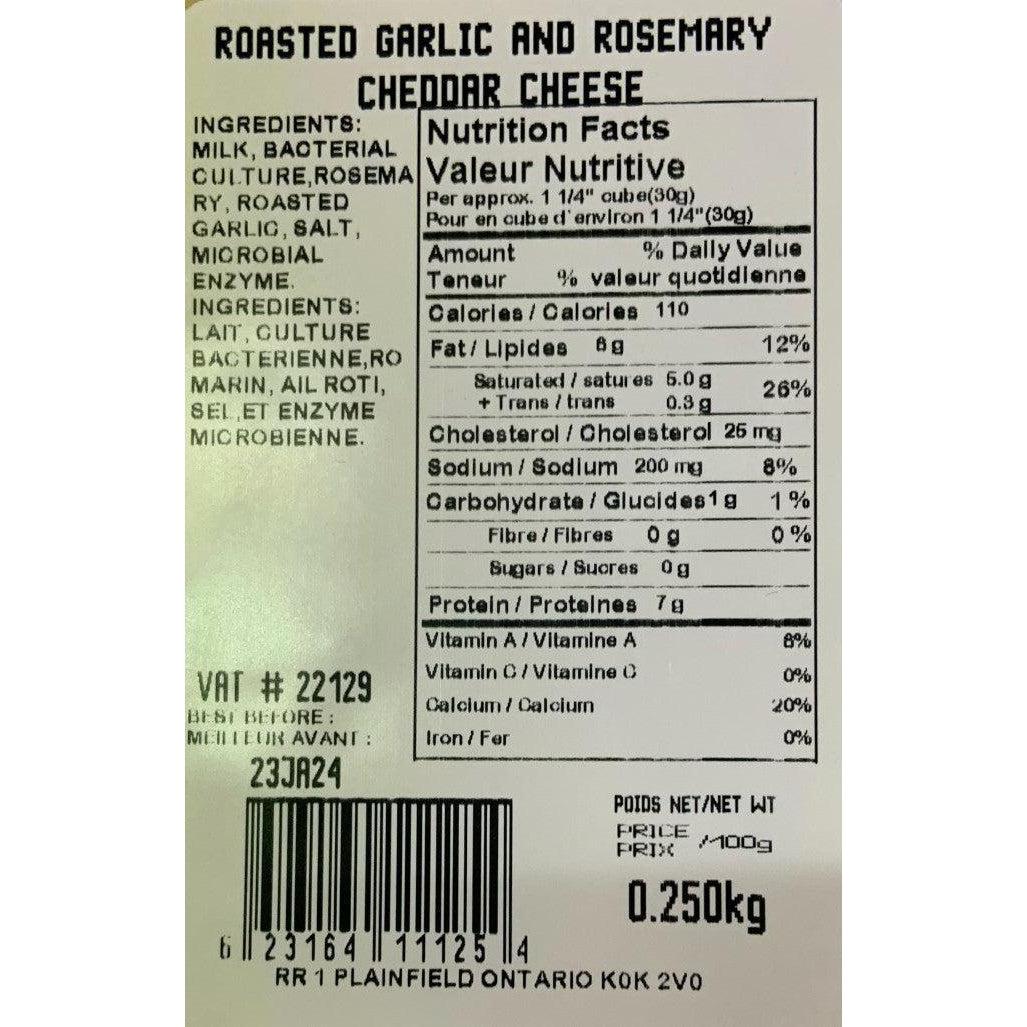 ROASTED GARLIC AND ROSEMARY
CHEDDAR CHEESE
INGREDIENTS:
MILK, BACTERIAL
CULTURE,ROSEMA
RY, ROASTED
GARLIC, SALT,
MICROBIAL
ENZYME.
INGREDIENTS:
LAIT, CULTURE
BACTERIENNE,RO
MARIN, AIL ROTI,
SEL ,ET ENZYME
MICROBIENNE.
Nutrition Facts
Valeur Nutritive
Per approx. 1 1/4" cube(30g)
Pour en cube d'environ 1 1/4"(30g)
Amount % Daily Value
Teneur % valeur quotidienne
Calories / Calories 110
Fat / Lipides 8 g 12%
Saturated / satures 5.0 g
+ Trans / trans 0.3 g
26%
Cholesterol / Cholesterol 25 mg
Sodium / Sodium 200 mg 8%
Carbohydrate / Glucides 1 g 1 %
Fibre / Fibres 0 g 0 %
Sugars / Sucres 0 g
Protein / Proteines 7 g
Vitamin A / Vitamine A 8%
Vitamin C / Vitamine C 0%
Calcium / Calcium 20%
Iron / Fer 0%
VAT # 22129
BEST BEFORE :
MEILLEUR AVANT :
23JA24
6 23164 11125 4
POIDS NET/NET WT
PRICE
PRIX /100g
0.250kg
RR 1 PLAINFIELD ONTARIO K0K 2V0